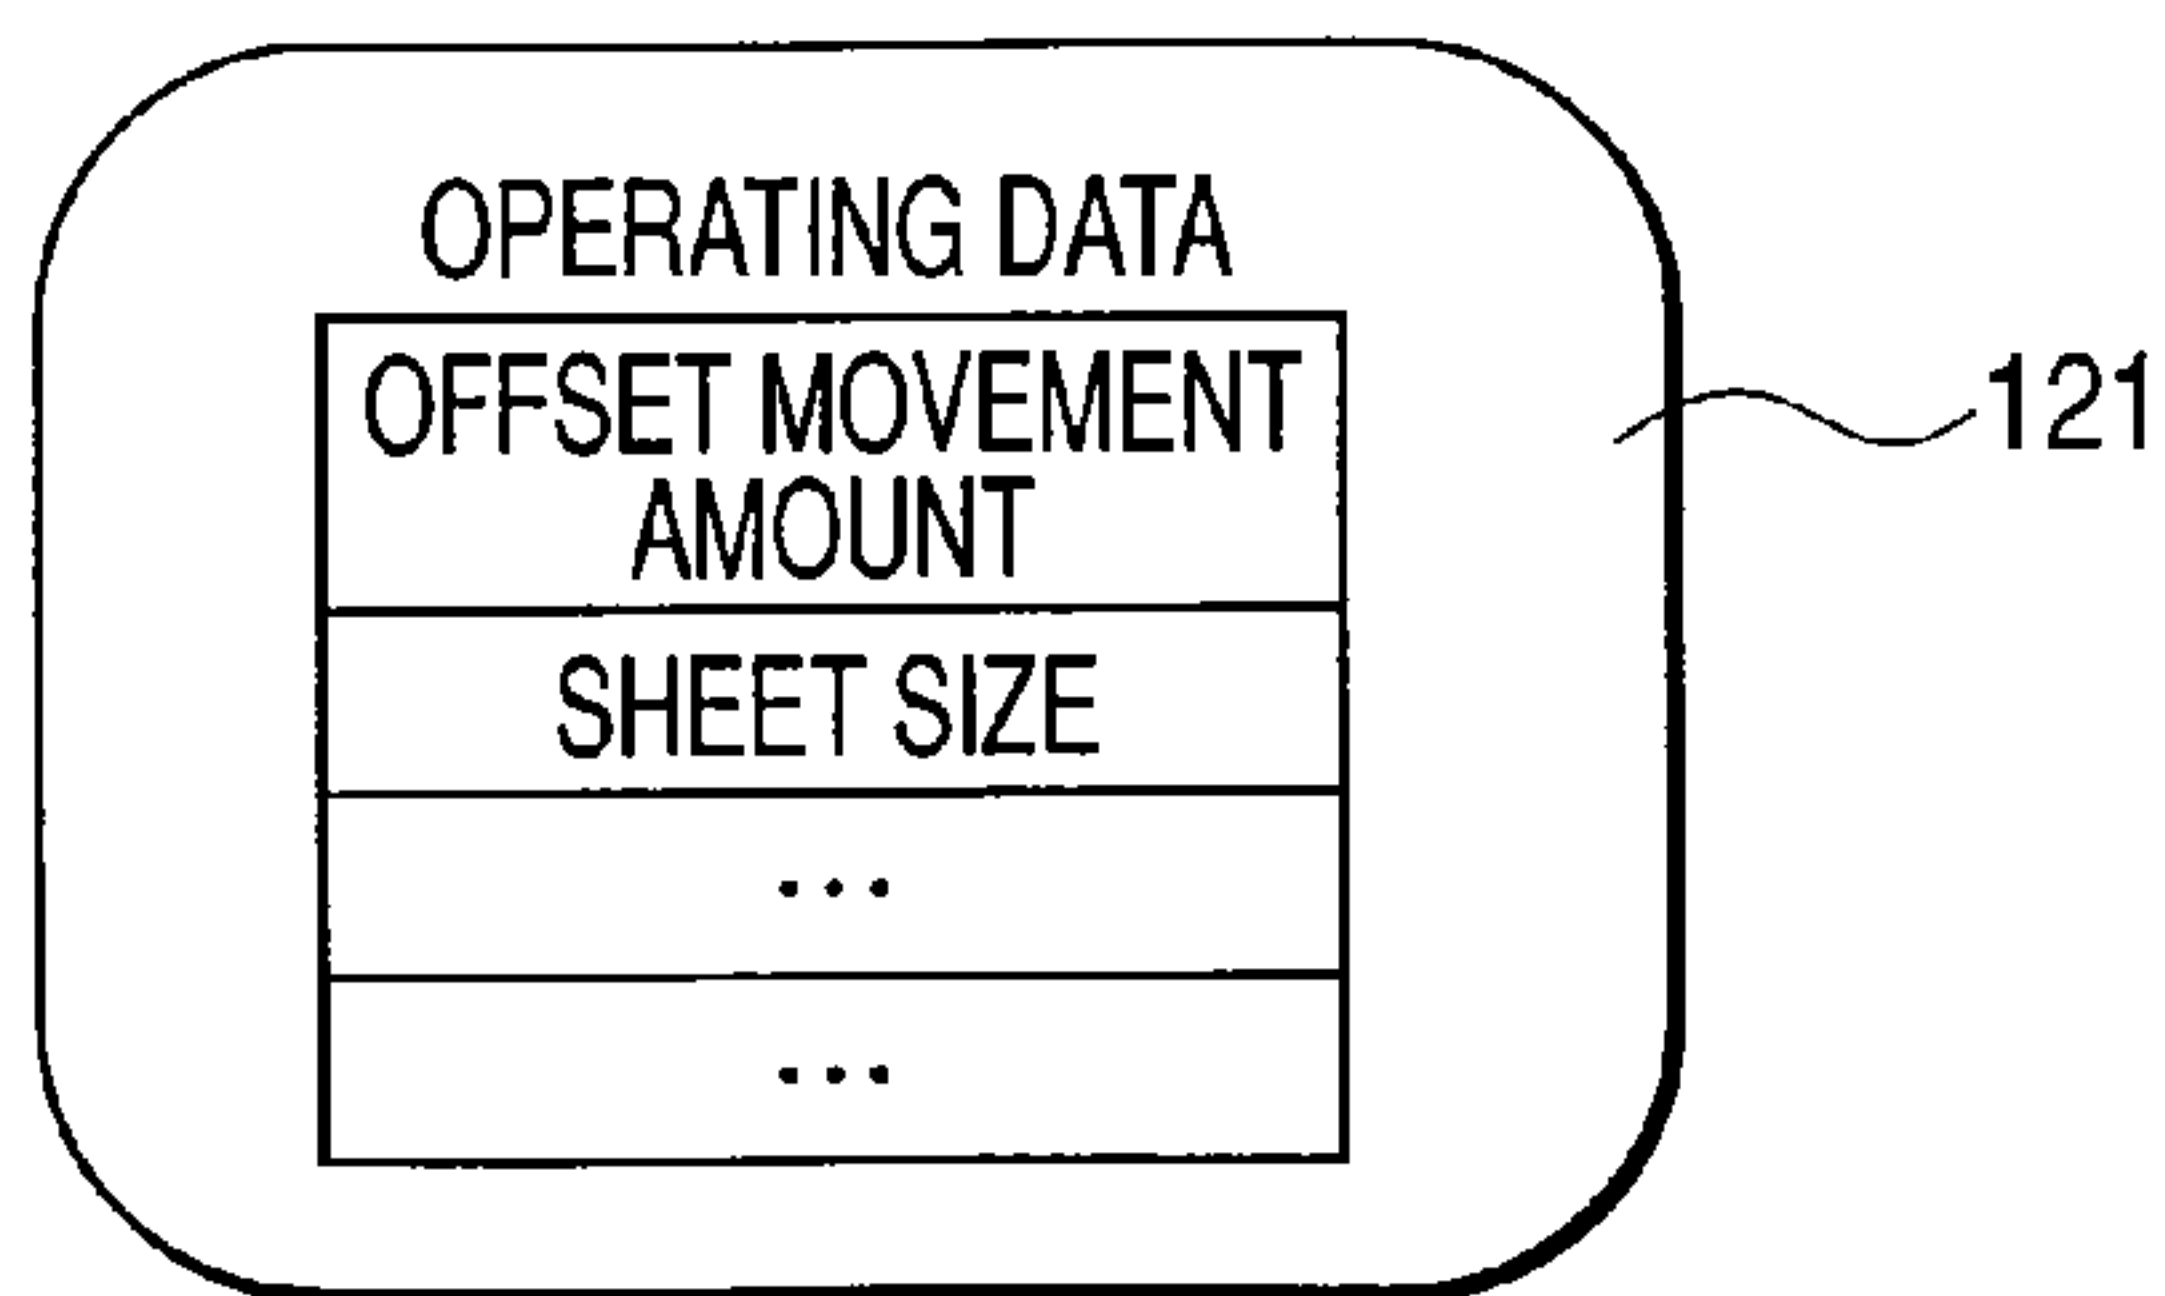 OPERATING DATA
OFFSET MOVEMENT
AMOUNT
121
SHEET SIZE
...
...